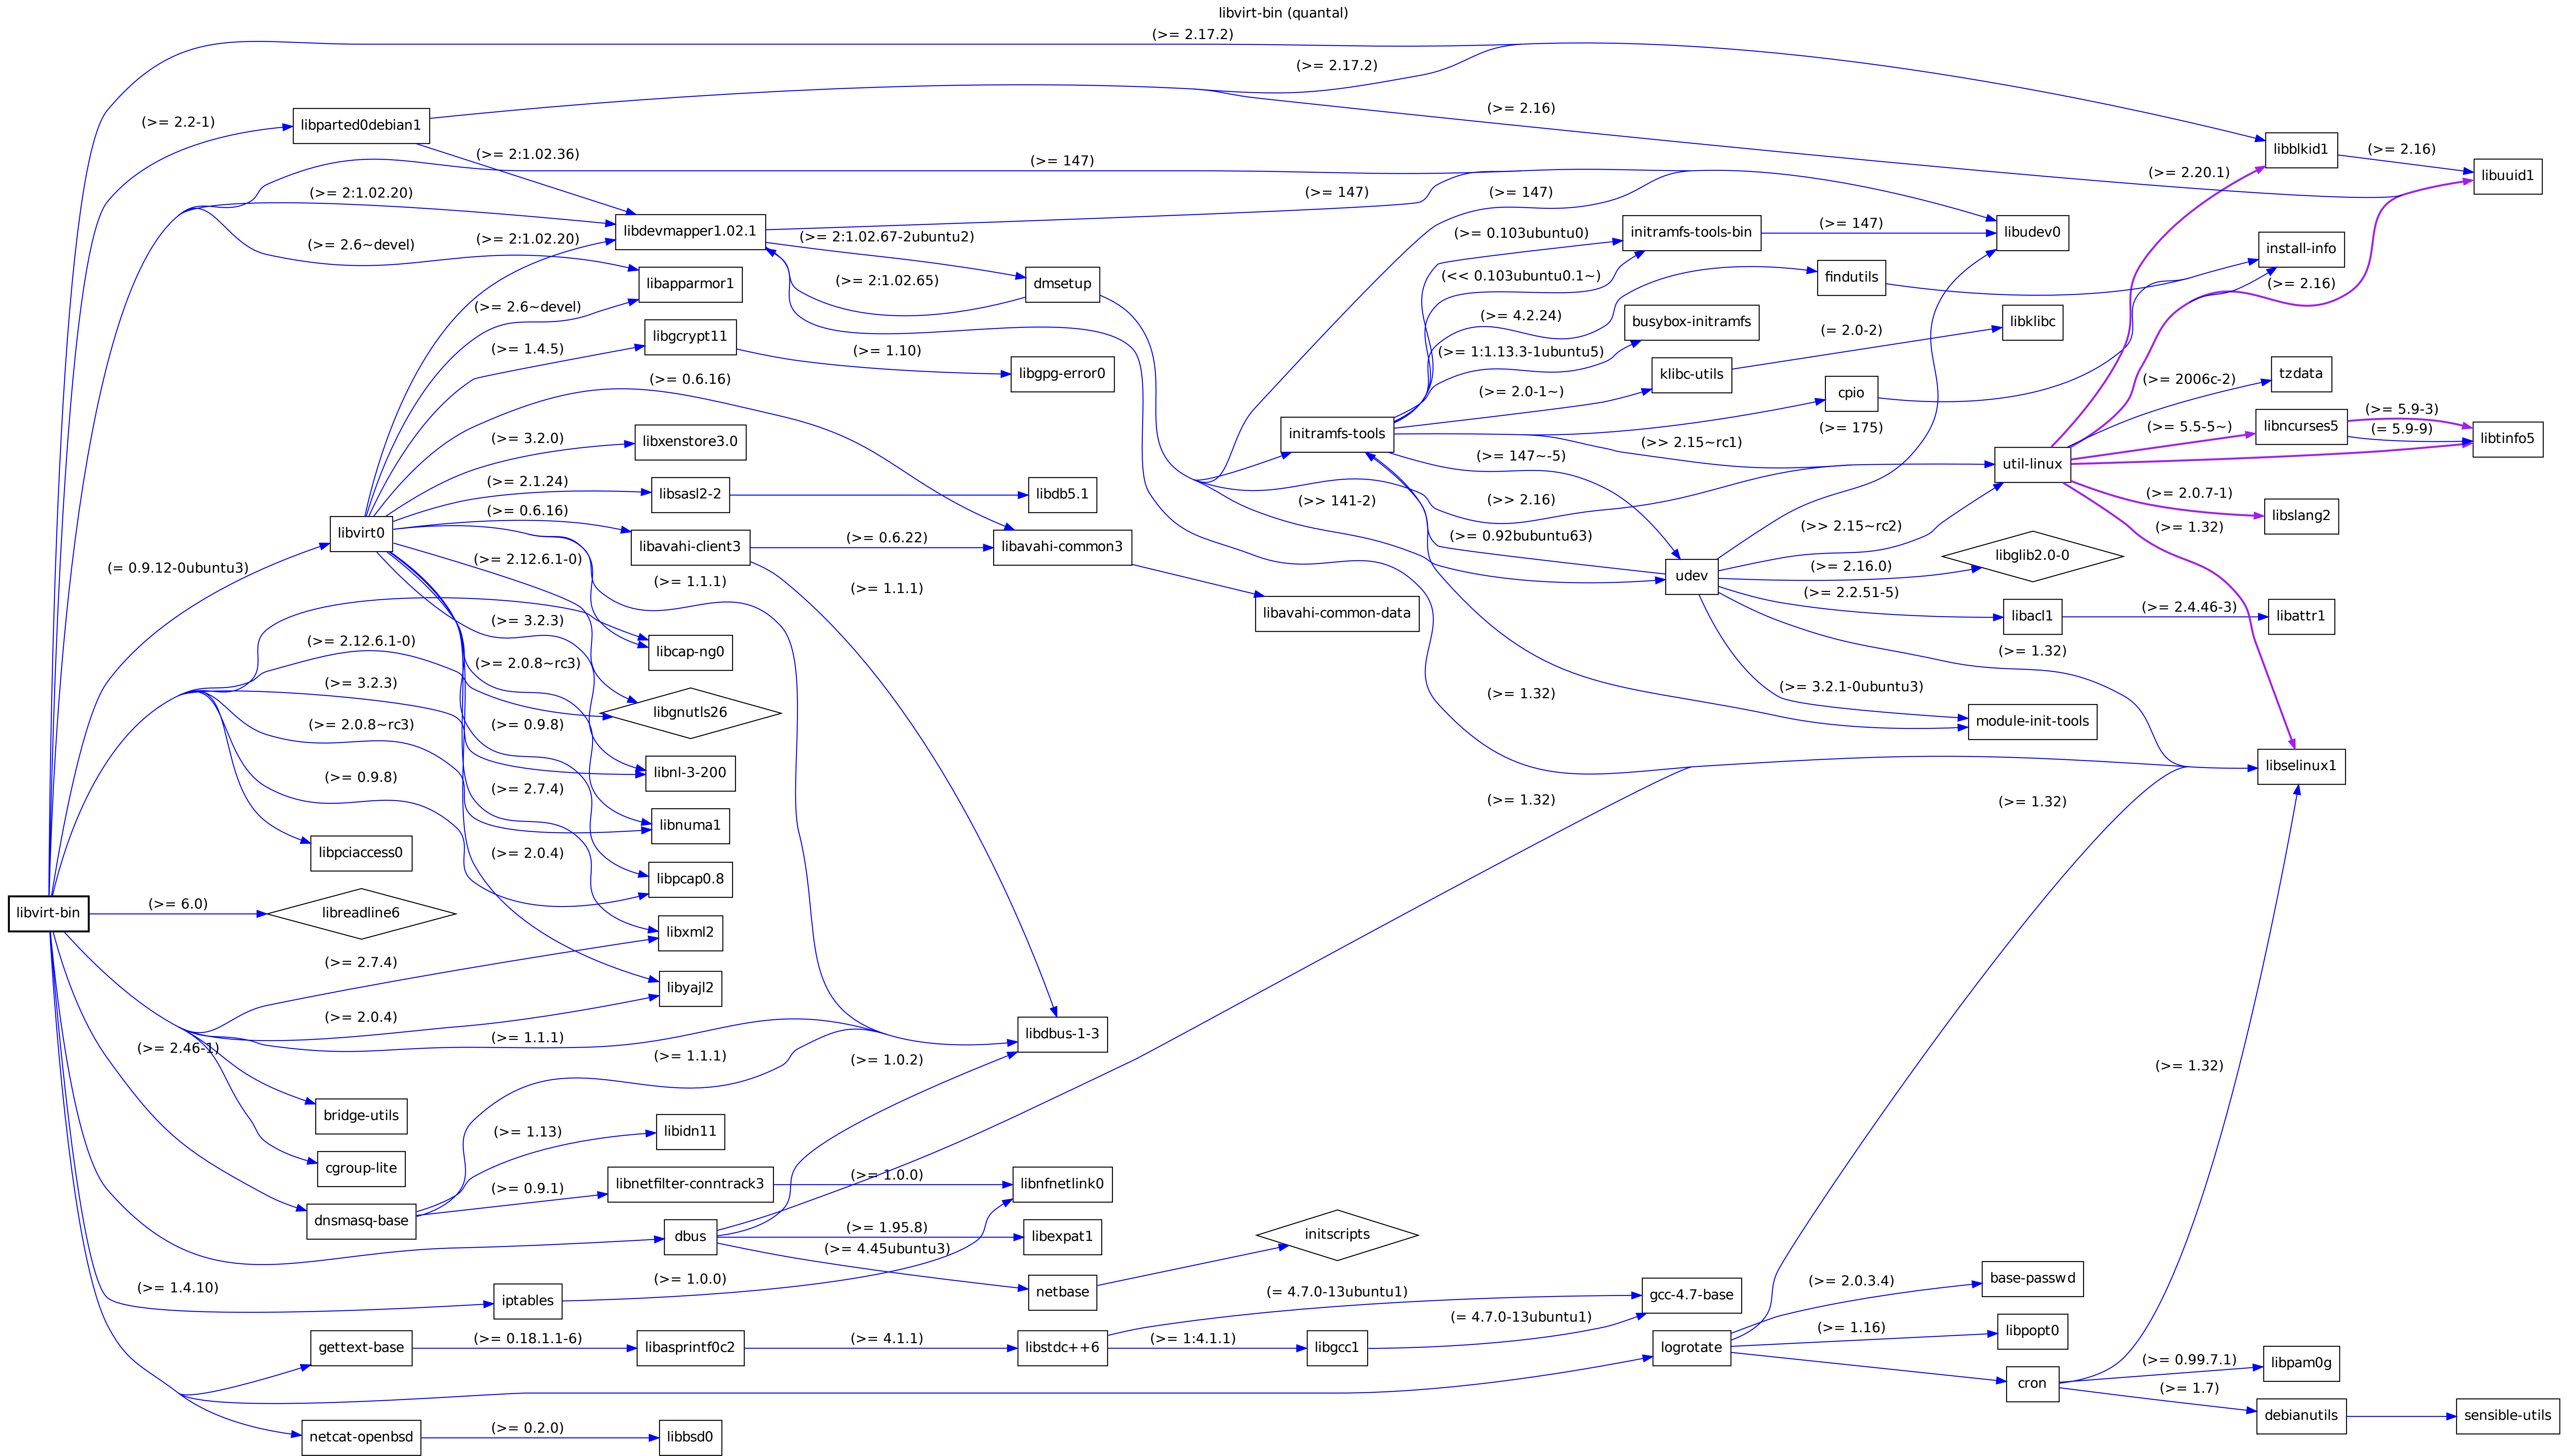 libvirt-bin (quantal)
(>= 2.17.2)
(>= 2.17.2)
(>= 2.2-1)
libparted0debian1
(>= 2.16)
libblkid1
(>= 2.16)
(>= 2:1.02.36)
(>= 147)
(>= 2.20.1)
libuuid1
(>= 2:1.02.20)
(>= 147)
(>= 147)
libdevmapper1.02.1
(>= 2:1.02.67-2ubuntu2)
(>= 0.103ubuntu0)
initramfs-tools-bin
(>= 147)
libudev0
(>= 2.6~devel)
(>= 2:1.02.20)
install-info
libapparmor1
(>= 2:1.02.65)
dmsetup
(<< 0.103ubuntu0.1~)
findutils
(>= 2.16)
(>= 2.6~devel)
(>= 4.2.24)
busybox-initramfs
libklibc
(>= 1.4.5)
libgcrypt11
(>= 1.10)
libgpg-error0
(>= 1:1.13.3-1ubuntu5)
(= 2.0-2)
klibc-utils
tzdata
(>= 0.6.16)
(>= 2.0-1~)
cpio
(>= 2006c-2)
(>= 3.2.0)
libxenstore3.0
initramfs-tools
(>= 175)
(>= 5.5-5~)
libncurses5
(>= 5.9-3)
(= 5.9-9)
libtinfo5
(>> 2.15~rc1)
(>= 147~-5)
util-linux
(>= 2.1.24)
libsasl2-2
libdb5.1
(>> 141-2)
(>> 2.16)
(>= 2.0.7-1)
libslang2
(>= 0.6.16)
libvirt0
libavahi-client3
(>= 0.6.22)
libavahi-common3
(>= 0.92bubuntu63)
(>> 2.15~rc2)
(>= 1.32)
libglib2.0-0
(= 0.9.12-0ubuntu3)
(>= 2.12.6.1-0)
(>= 1.1.1)
(>= 1.1.1)
udev
(>= 2.16.0)
(>= 2.2.51-5)
libavahi-common-data
libacl1
(>= 2.4.46-3)
libattr1
(>= 2.12.6.1-0)
(>= 3.2.3)
libcap-ng0
(>= 1.32)
(>= 3.2.3)
(>= 2.0.8~rc3)
(>= 1.32)
(>= 3.2.1-0ubuntu3)
(>= 2.0.8~rc3)
(>= 0.9.8)
libgnutls26
module-init-tools
(>= 0.9.8)
(>= 2.7.4)
libnl-3-200
libselinux1
(>= 1.32)
(>= 1.32)
libnuma1
libpciaccess0
(>= 2.0.4)
libpcap0.8
libvirt-bin
(>= 6.0)
libreadline6
libxml2
(>= 2.7.4)
libyajl2
(>= 2.0.4)
(>= 1.1.1)
libdbus-1-3
(>= 2.46-1)
(>= 1.1.1)
(>= 1.0.2)
(>= 1.32)
bridge-utils
(>= 1.13)
libidn11
cgroup-lite
(>= 0.9.1)
libnetfilter-conntrack3
(>= 1.0.0)
libnfnetlink0
dnsmasq-base
dbus
(>= 1.95.8)
libexpat1
initscripts
(>= 4.45ubuntu3)
(>= 1.4.10)
iptables
(>= 1.0.0)
netbase
(= 4.7.0-13ubuntu1)
gcc-4.7-base
(>= 2.0.3.4)
base-passwd
gettext-base
(>= 0.18.1.1-6)
libasprintf0c2
(>= 4.1.1)
libstdc++6
(>= 1:4.1.1)
libgcc1
(= 4.7.0-13ubuntu1)
logrotate
(>= 1.16)
libpopt0
cron
(>= 0.99.7.1)
libpam0g
(>= 1.7)
debianutils
sensible-utils
netcat-openbsd
(>= 0.2.0)
libbsd0